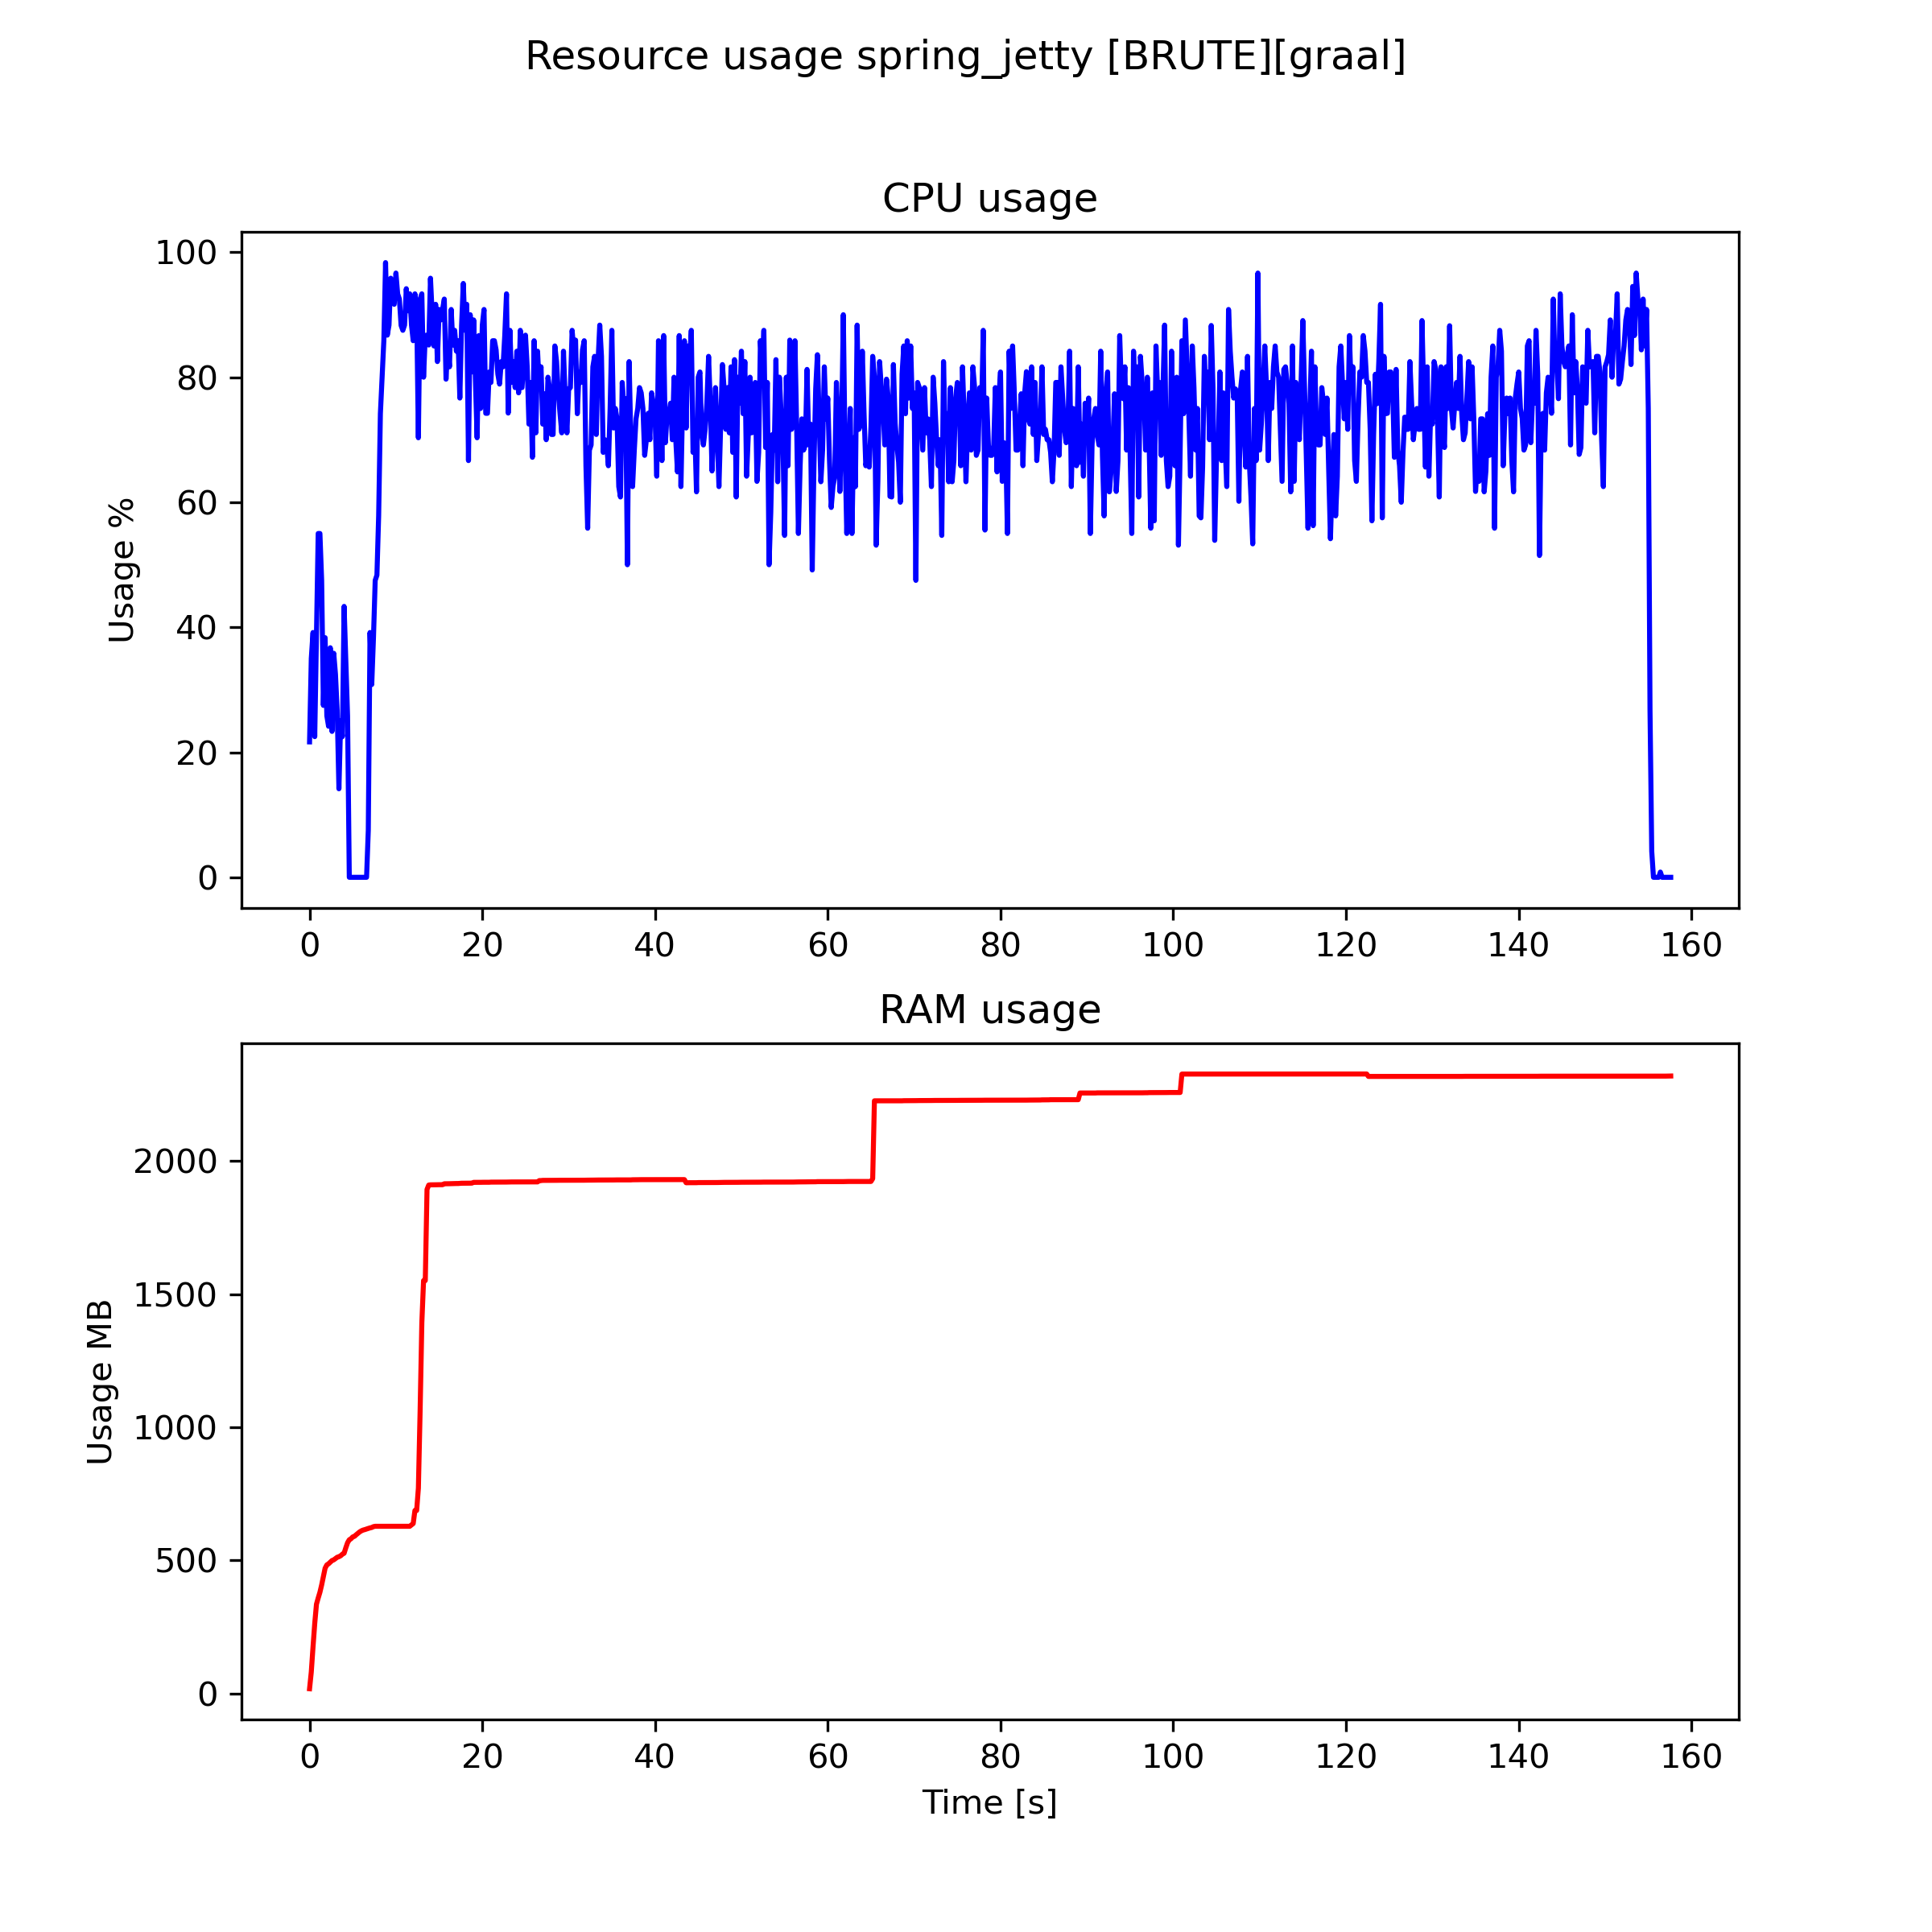 Resource usage spring_jetty [BRUTE][graal]
CPU usage
100
80
60
40
20
0
Usage %
0 20 40 60 80 100 120 140 160
RAM usage
2000
1500
1000
500
0
Usage MB
0 20 40 60 80 100 120 140 160
Time [s]